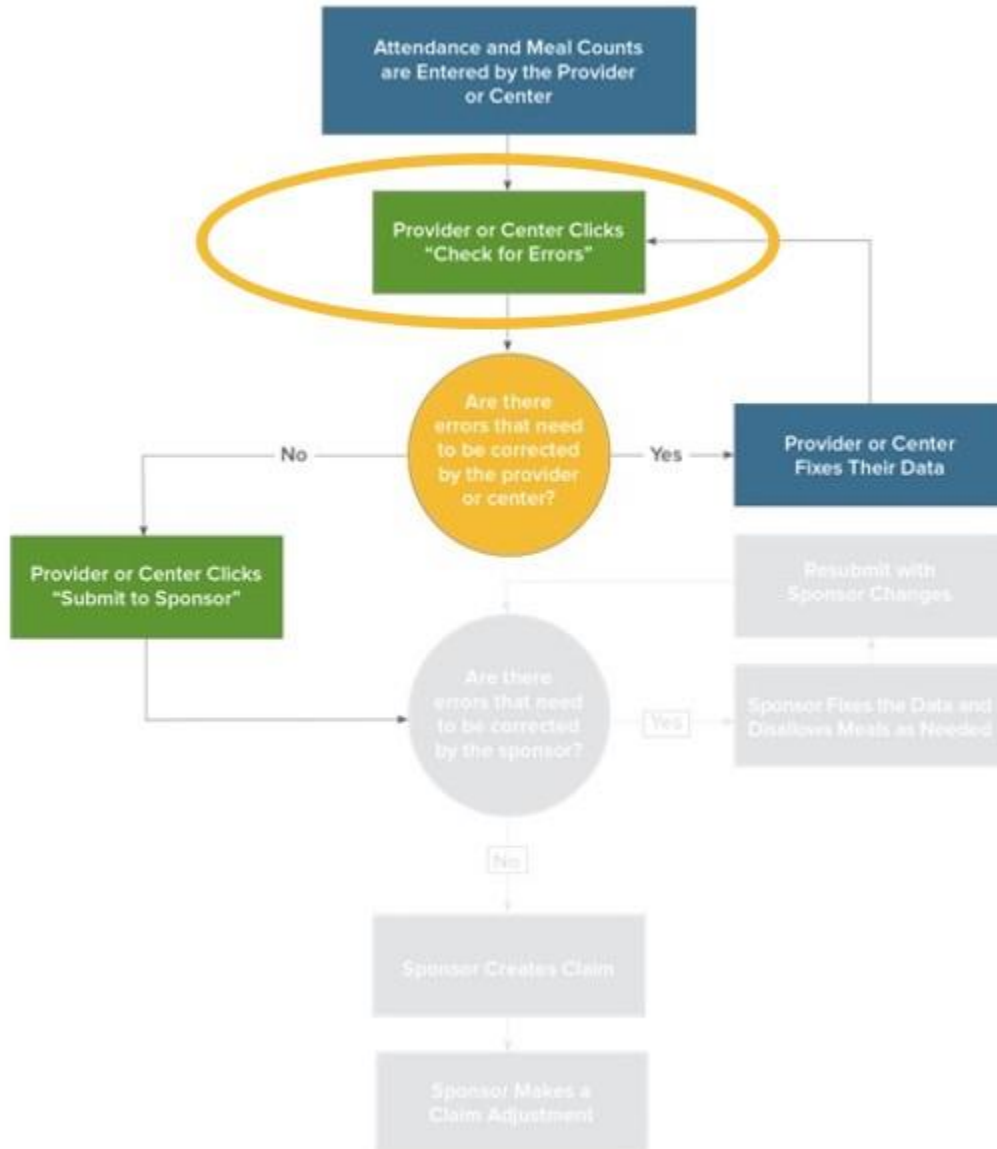 Attendance and Meal Counts
are Entered by the Provider
or Center
Provider or Center Clicks
“Check for Errors”
Are there
errors that need
to be corrected
by the provider
or center?
No
Yes
Provider or Center
Fixes Their Data
Provider or Center Clicks
“Submit to Sponsor”
Resubmit with
Sponsor Changes
Are there
errors that need
to be corrected
by the sponsor?
Yes
Sponsor Fixes the Data and
Disallows Meals as Needed
No
Sponsor Creates Claim
Sponsor Makes a
Claim Adjustment